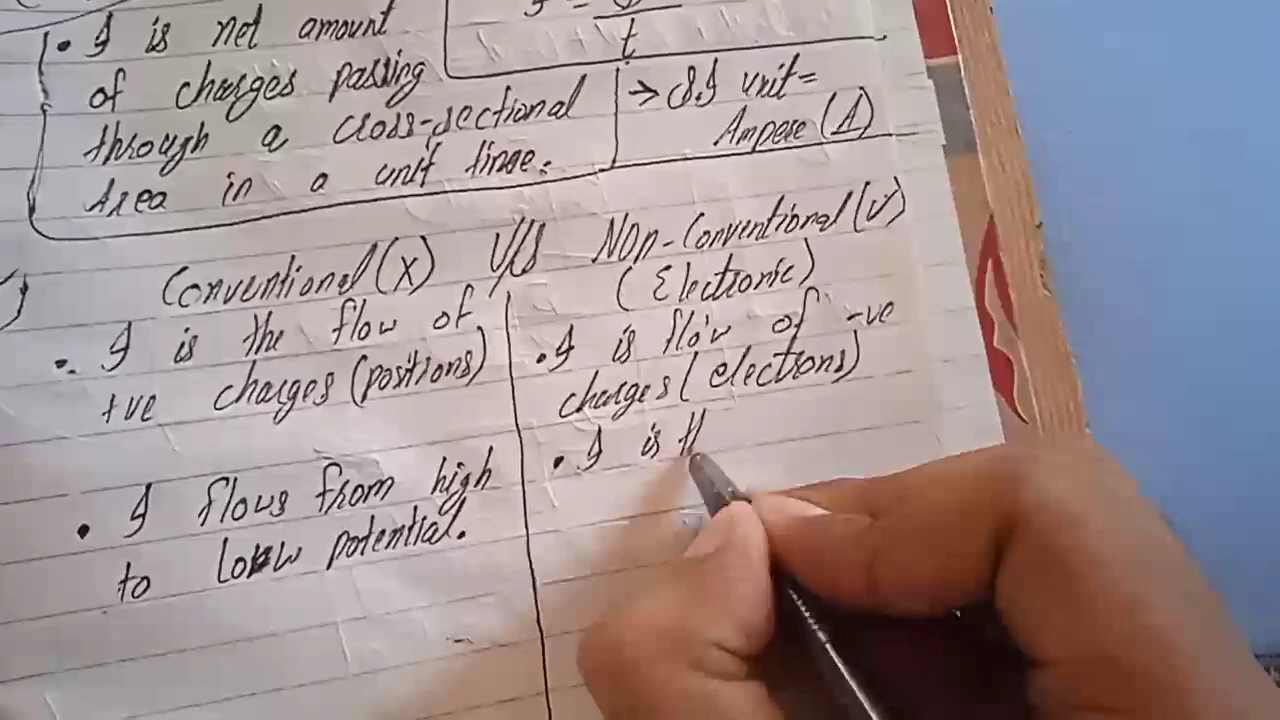 • I is net amount
of charges passing
through a cross-sectional
Area in a unit time.
t
→ S.I unit=
Ampere (A)
Conventional (x) V/S Non-Conventional (✓)
(Electronic)
• I is the flow of
+ve charges (positions)
• I flows from high
to low potential.
• I is flow of -ve
charges (electrons)
• I is th